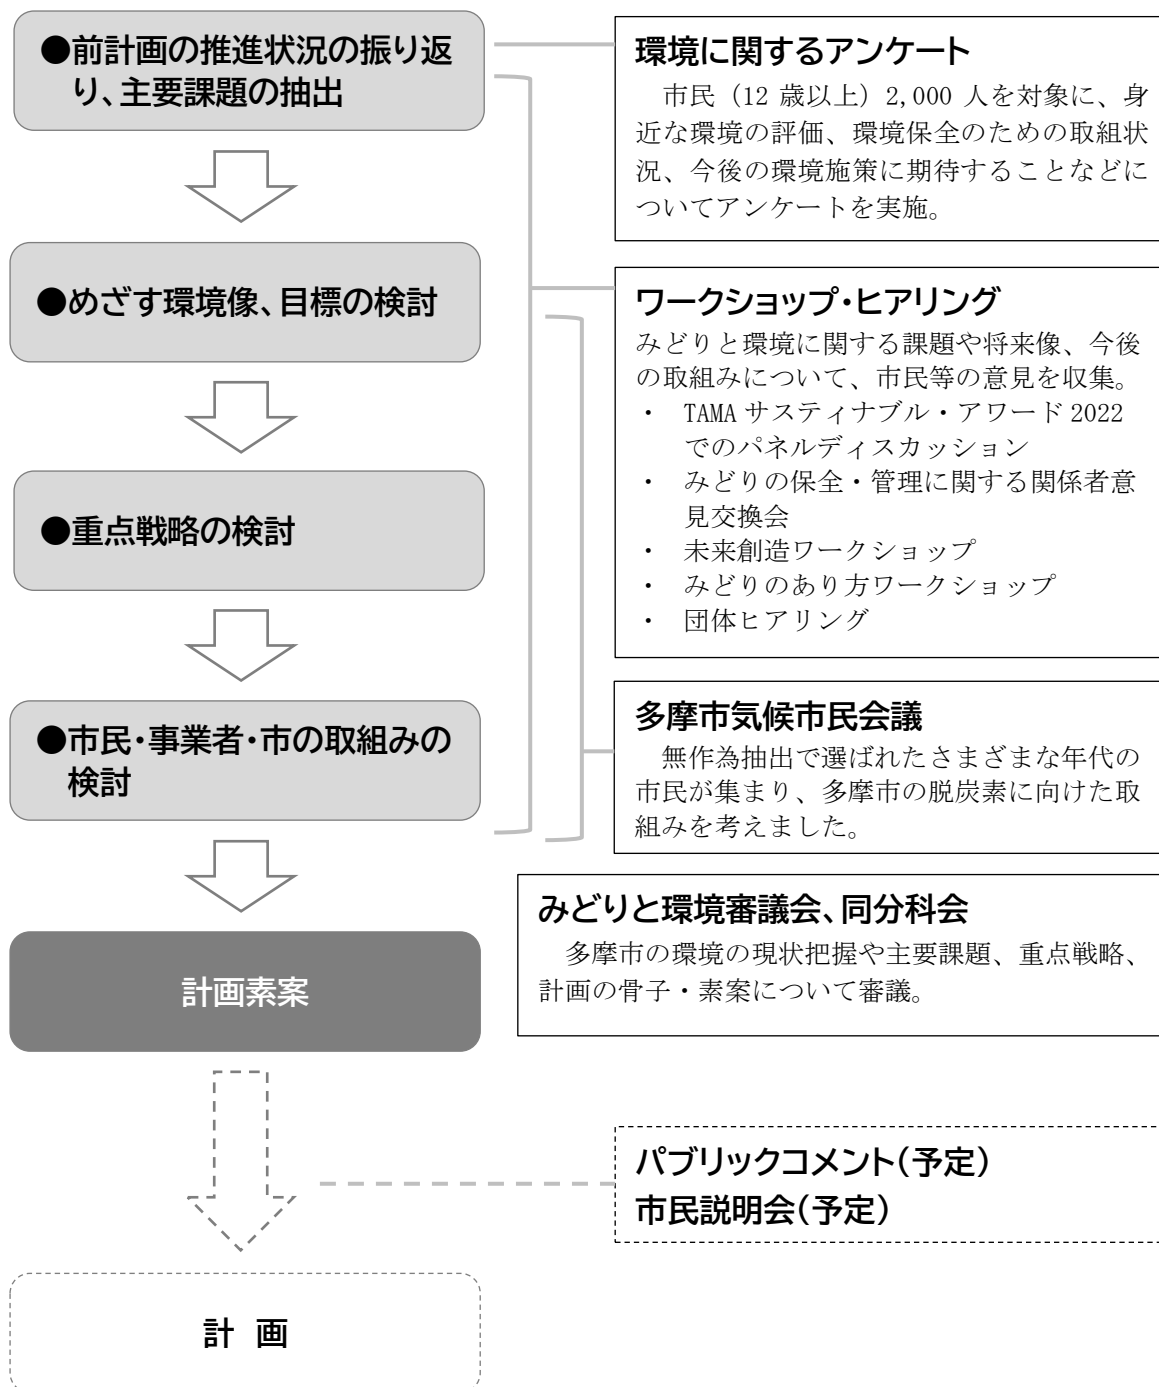 ●前計画の推進状況の振り返
り、主要課題の抽出
●めざす環境像、目標の検討
●重点戦略の検討
●市民・事業者・市の取組みの
検討
計画素案
計 画
環境に関するアンケート
市民（12 歳以上）2,000 人を対象に、身
近な環境の評価、環境保全のための取組状
況、今後の環境施策に期待することなどに
ついてアンケートを実施。
ワークショップ・ヒアリング
みどりと環境に関する課題や将来像、今後
の取組みについて、市民等の意見を収集。
・ TAMA サスティナブル・アワード 2022
でのパネルディスカッション
・ みどりの保全・管理に関する関係者意
見交換会
・ 未来創造ワークショップ
・ みどりのあり方ワークショップ
・ 団体ヒアリング
多摩市気候市民会議
無作為抽出で選ばれたさまざまな年代の
市民が集まり、多摩市の脱炭素に向けた取
組みを考えました。
みどりと環境審議会、同分科会
多摩市の環境の現状把握や主要課題、重点戦略、
計画の骨子・素案について審議。
パブリックコメント（予定）
市民説明会（予定）